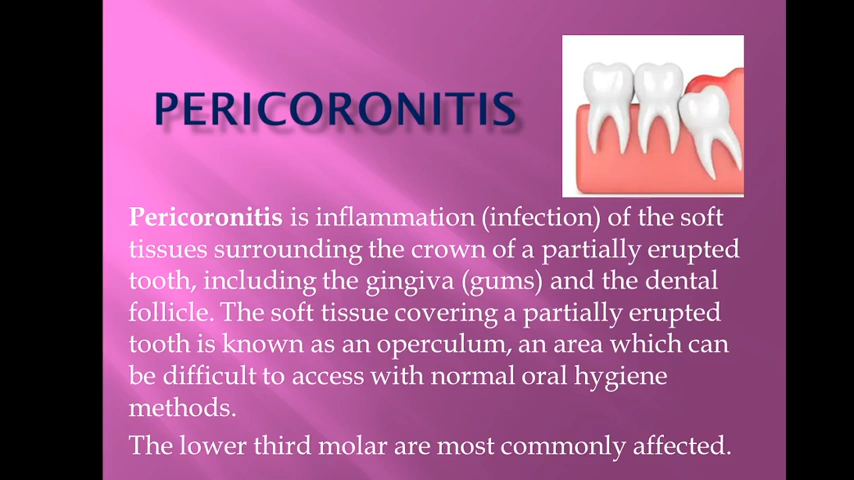 PERICORONITIS
Pericoronitis is inflammation (infection) of the soft
tissues surrounding the crown of a partially erupted
tooth, including the gingiva (gums) and the dental
follicle. The soft tissue covering a partially erupted
tooth is known as an operculum, an area which can
be difficult to access with normal oral hygiene
methods.
The lower third molar are most commonly affected.